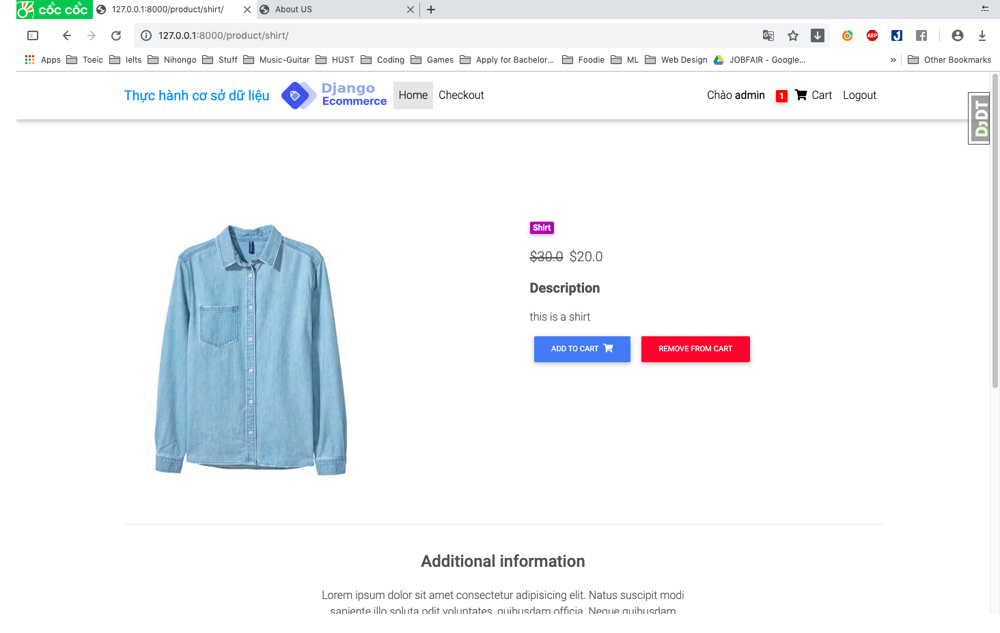 cốc cốc 127.0.0.1:8000/product/shirt/ About US
127.0.0.1:8000/product/shirt/ ABP
Apps Toeic Ielts Nihongo Stuff Music-Guitar HUST Coding Games Apply for Bachelor... Foodie ML Web Design JOBFAIR - Google... » Other Bookmarks
Thực hành cơ sở dữ liệu Django Ecommerce Home Checkout Chào admin 1 Cart Logout
DJDT
Shirt
$30.0 $20.0
Description
this is a shirt
ADD TO CART REMOVE FROM CART
Additional information
Lorem ipsum dolor sit amet consectetur adipisicing elit. Natus suscipit modi
sapiente illo soluta odit voluptates, quibusdam officia. Neque quibusdam